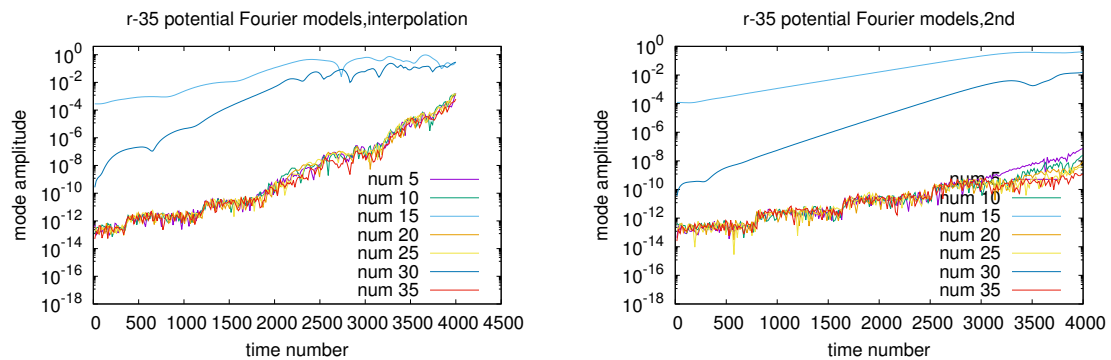 r-35 potential Fourier models,interpolation
10^0
10^-2
10^-4
10^-6
10^-8
10^-10
10^-12
10^-14
10^-16
10^-18
mode amplitude
num 5
num 10
num 15
num 20
num 25
num 30
num 35
0 500 1000 1500 2000 2500 3000 3500 4000 4500
time number
r-35 potential Fourier models,2nd
10^0
10^-2
10^-4
10^-6
10^-8
10^-10
10^-12
10^-14
10^-16
10^-18
mode amplitude
num 5
num 10
num 15
num 20
num 25
num 30
num 35
0 500 1000 1500 2000 2500 3000 3500 4000
time number